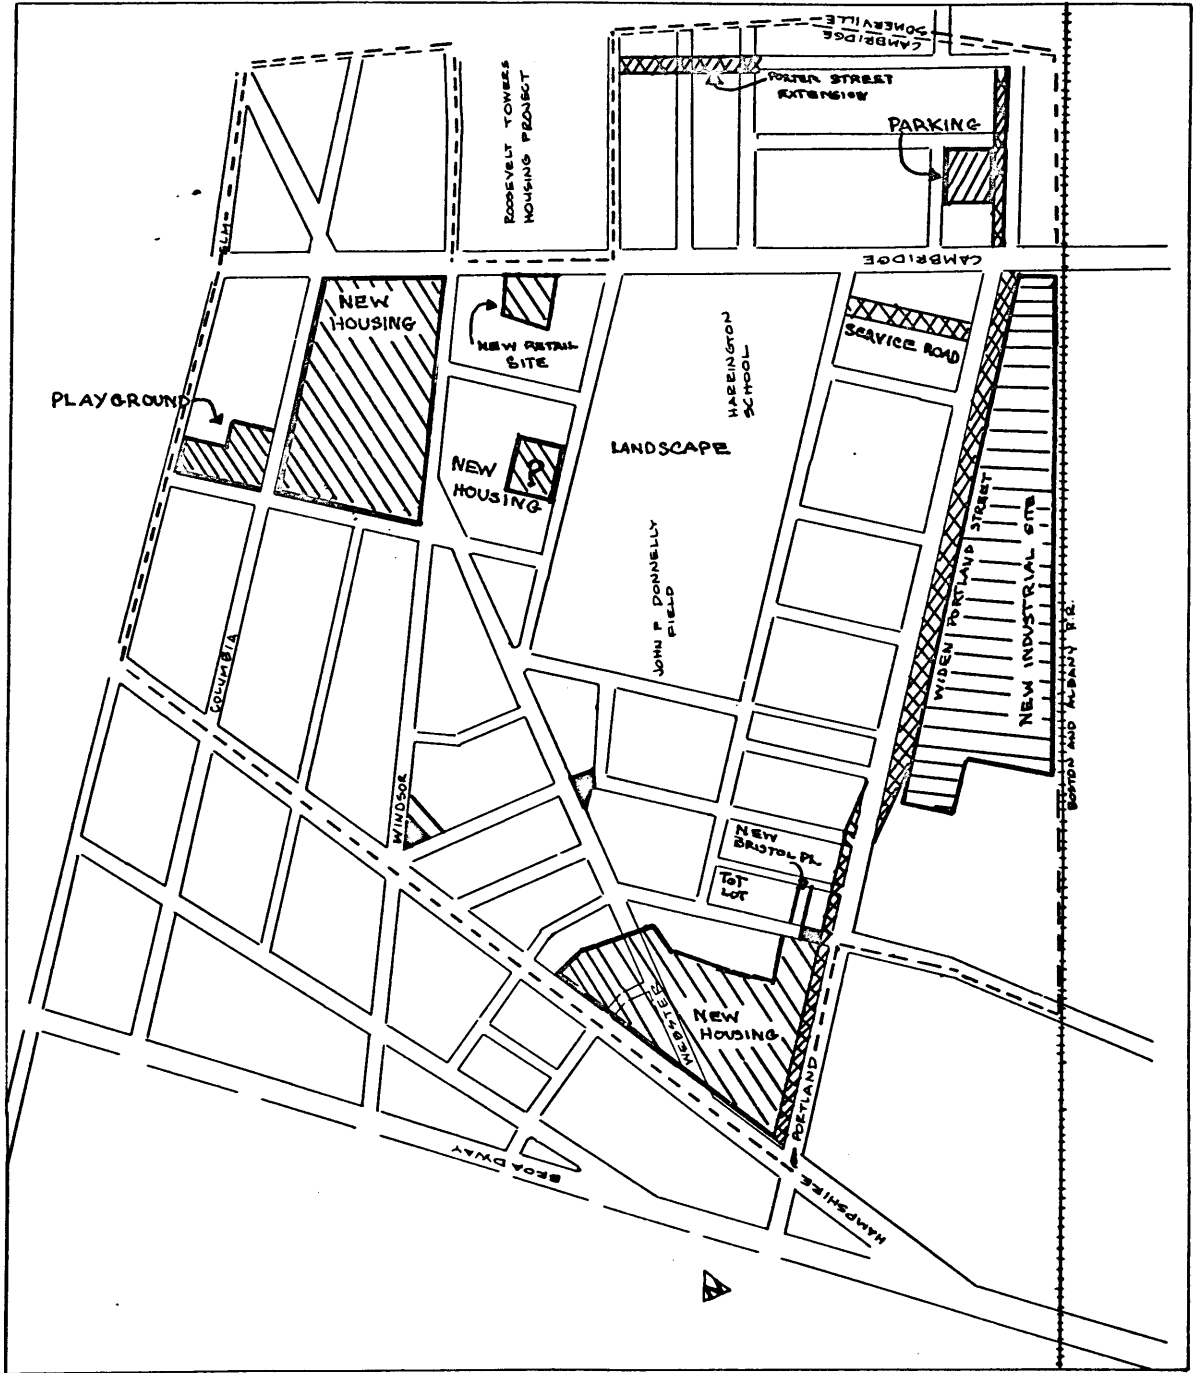 SOMERVILLE
CAMBRIDGE
ROOSEVELT TOWERS
HOUSING PROJECT
PORTER STREET
EXTENSION
PARKING
ELM
CAMBRIDGE
NEW
HOUSING
NEW RETAIL
SITE
HARRINGTON
SCHOOL
SERVICE ROAD
PLAYGROUND
LANDSCAPE
NEW
HOUSING
?
JOHN P DONNELLY
FIELD
WIDEN PORTLAND STREET
NEW INDUSTRIAL SITE
BOSTON AND ALBANY R.R.
COLUMBIA
WINDSOR
NEW
BRISTOL PL.
TOT
LOT
WEBSTER
NEW
HOUSING
PORTLAND
BROADWAY
HAMPSHIRE
N